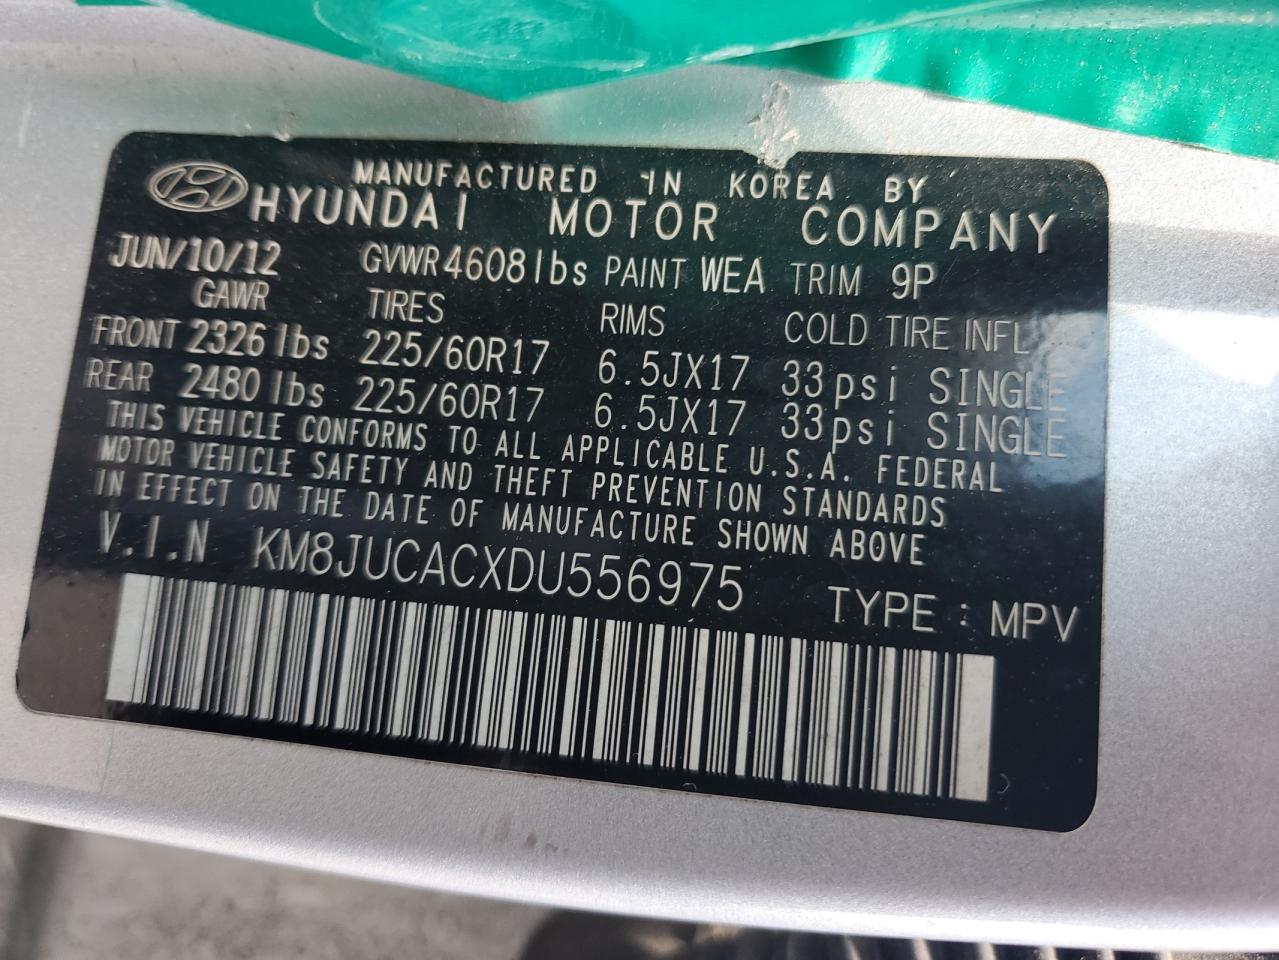 MANUFACTURED IN KOREA BY
HYUNDAI MOTOR COMPANY
JUN/10/12 GVWR 4608 lbs PAINT WEA TRIM 9P
GAWR TIRES RIMS COLD TIRE INFL
FRONT 2326 lbs 225/60R17 6.5JX17 33psi SINGLE
REAR 2480 lbs 225/60R17 6.5JX17 33psi SINGLE
THIS VEHICLE CONFORMS TO ALL APPLICABLE U.S.A. FEDERAL
MOTOR VEHICLE SAFETY AND THEFT PREVENTION STANDARDS
IN EFFECT ON THE DATE OF MANUFACTURE SHOWN ABOVE
V.I.N KM8JUCACXDU556975 TYPE : MPV